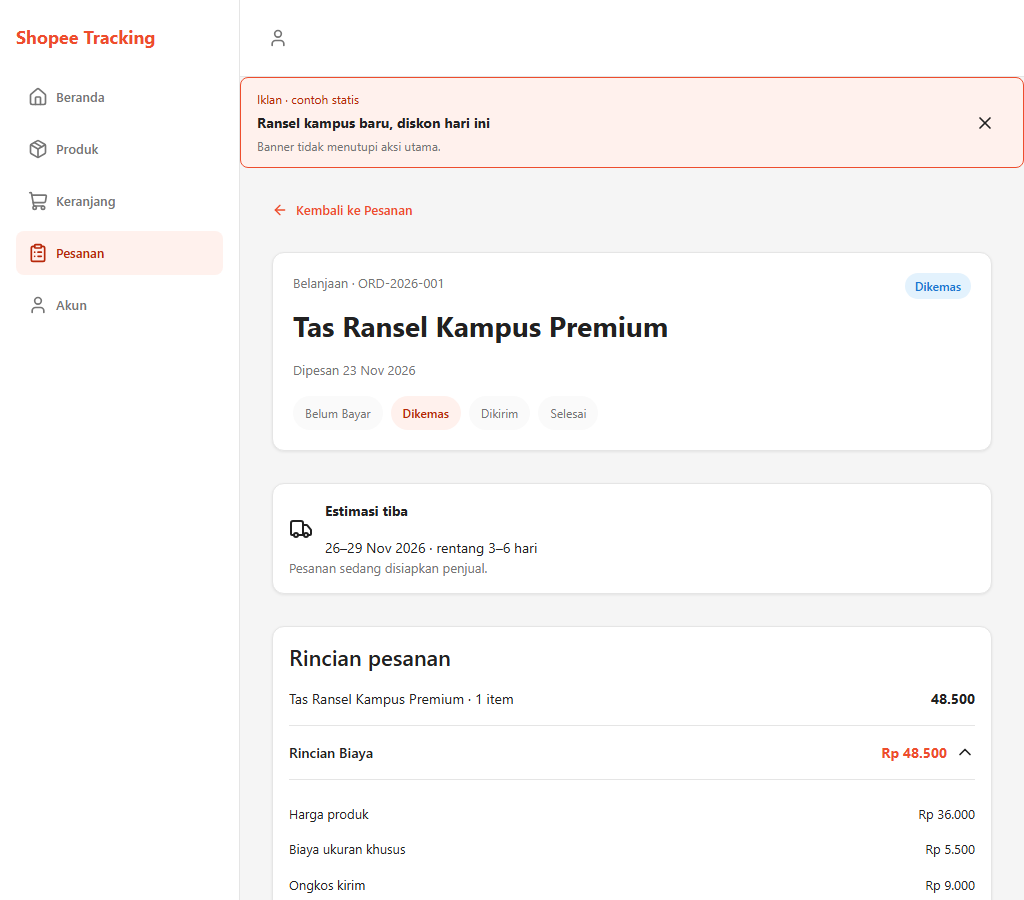 Shopee Tracking
Beranda
Produk
Keranjang
Pesanan
Akun
Iklan · contoh statis
Ransel kampus baru, diskon hari ini
Banner tidak menutupi aksi utama.
Kembali ke Pesanan
Belanjaan · ORD-2026-001
Dikemas
Tas Ransel Kampus Premium
Dipesan 23 Nov 2026
Belum Bayar Dikemas Dikirim Selesai
Estimasi tiba
26–29 Nov 2026 · rentang 3–6 hari
Pesanan sedang disiapkan penjual.
Rincian pesanan
Tas Ransel Kampus Premium · 1 item 48.500
Rincian Biaya Rp 48.500
Harga produk Rp 36.000
Biaya ukuran khusus Rp 5.500
Ongkos kirim Rp 9.000